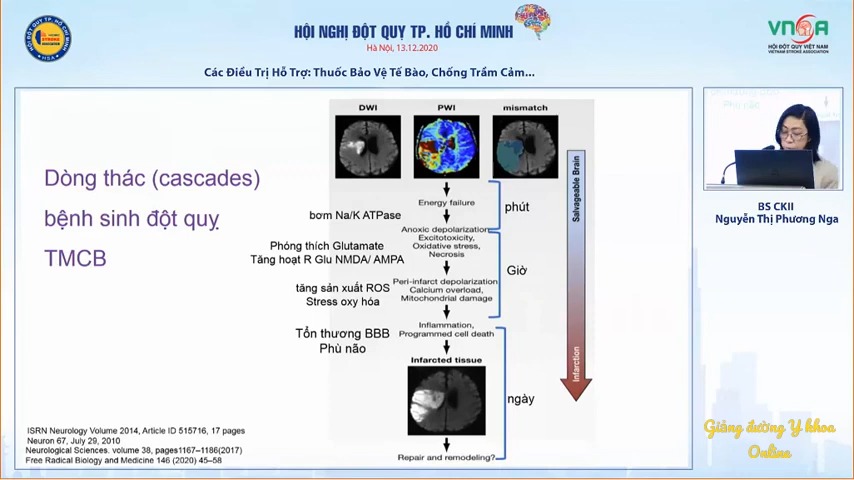 HỘI NGHỊ ĐỘT QUỴ TP. HỒ CHÍ MINH
Hà Nội, 13.12.2020
VNSA
HỘI ĐỘT QUỴ VIỆT NAM
VIETNAM STROKE ASSOCIATION
Các Điều Trị Hỗ Trợ: Thuốc Bảo Vệ Tế Bào, Chống Trầm Cảm...
Dòng thác (cascades)
bệnh sinh đột quỵ
TMCB
DWI
PWI
mismatch
Energy failure
bơm Na/K ATPase
phút
Anoxic depolarization
Excitotoxicity,
Oxidative stress,
Necrosis
Phóng thích Glutamate
Tăng hoạt R Glu NMDA/ AMPA
Giờ
Peri-infarct depolarization
Calcium overload,
Mitochondrial damage
tăng sản xuất ROS
Stress oxy hóa
Inflammation,
Programmed cell death
Tổn thương BBB
Phù não
Infarcted tissue
ngày
Repair and remodeling?
Salvageable Brain
Infarction
ISRN Neurology Volume 2014, Article ID 515716, 17 pages
Neuron 67, July 29, 2010
Neurological Sciences. volume 38, pages1167–1186(2017)
Free Radical Biology and Medicine 146 (2020) 45–58
BS CKII
Nguyễn Thị Phương Nga
Giảng đường Y khoa
Online